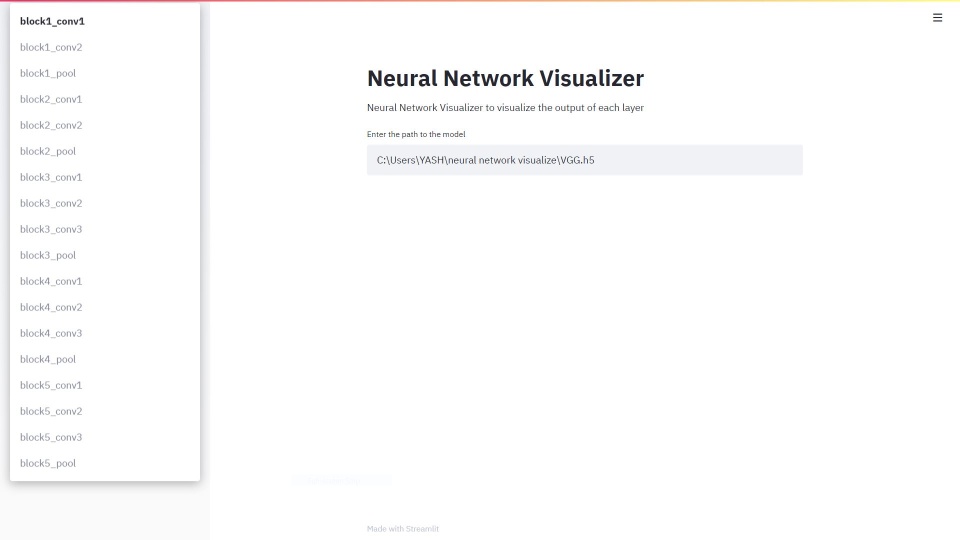 block1_conv1
block1_conv2
block1_pool
block2_conv1
block2_conv2
block2_pool
block3_conv1
block3_conv2
block3_conv3
block3_pool
block4_conv1
block4_conv2
block4_conv3
block4_pool
block5_conv1
block5_conv2
block5_conv3
block5_pool
Neural Network Visualizer
Neural Network Visualizer to visualize the output of each layer
Enter the path to the model
C:\Users\YASH\neural network visualize\VGG.h5
Made with Streamlit